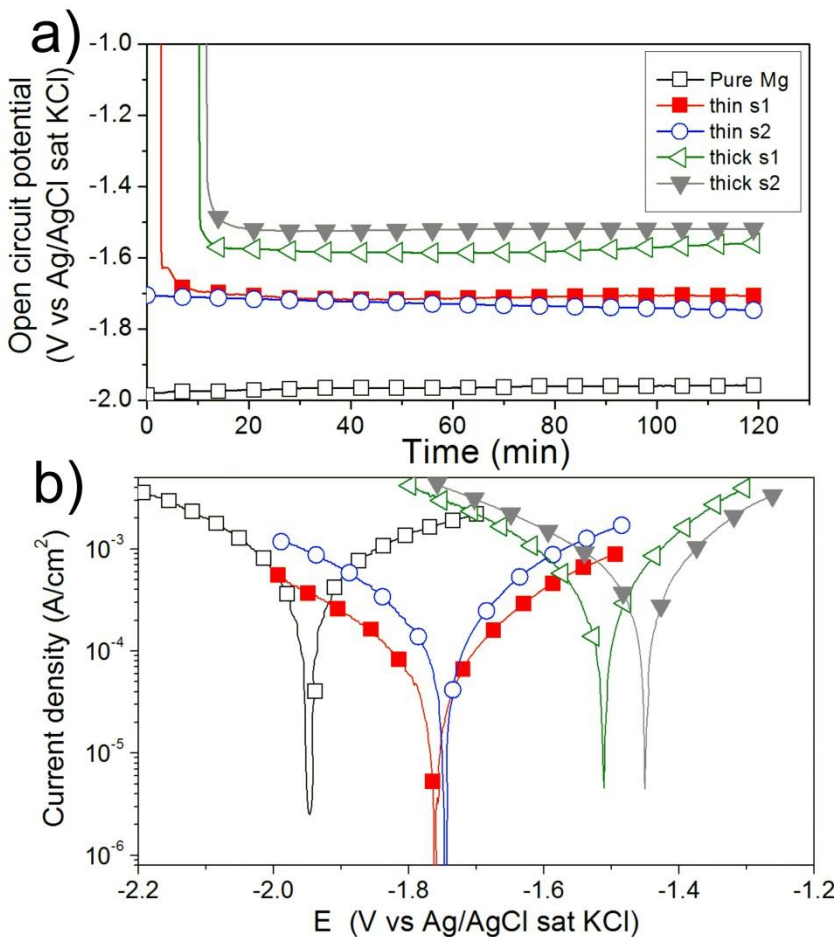 a)
Open circuit potential
(V vs Ag/AgCl sat KCl)
-1.0
-1.2
-1.4
-1.6
-1.8
-2.0
Pure Mg
thin s1
thin s2
thick s1
thick s2
0
20
40
60
80
100
120
Time (min)
b)
Current density (A/cm²)
10⁻³
10⁻⁴
10⁻⁵
10⁻⁶
-2.2
-2.0
-1.8
-1.6
-1.4
-1.2
E (V vs Ag/AgCl sat KCl)